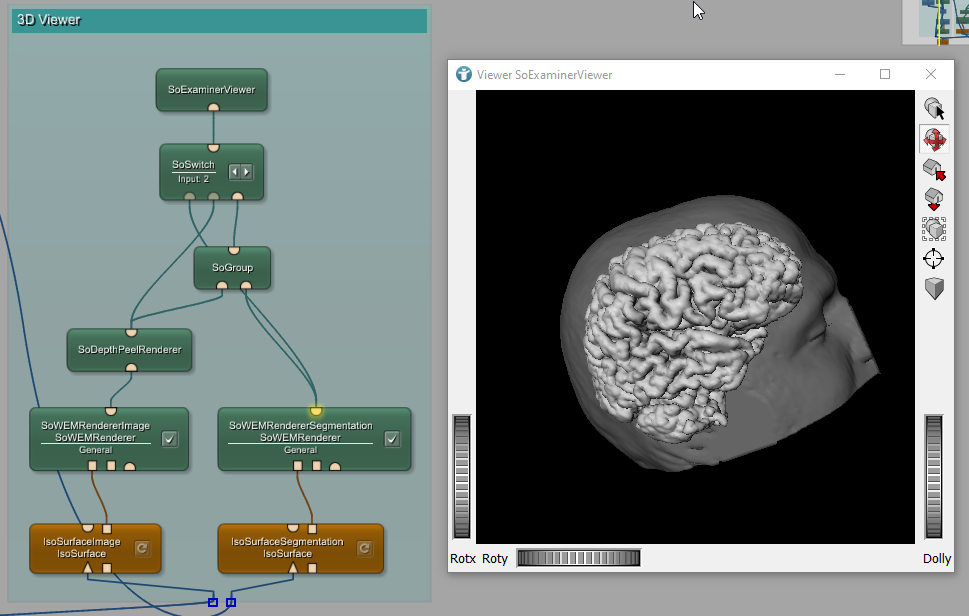 3D Viewer
SoExaminerViewer
SoSwitch
Input: 2
SoGroup
SoDepthPeelRenderer
SoWEMRendererImage
SoWEMRenderer
General
SoWEMRendererSegmentation
SoWEMRenderer
General
IsoSurfaceImage
IsoSurface
IsoSurfaceSegmentation
IsoSurface
Viewer SoExaminerViewer
Rotx Roty
Dolly